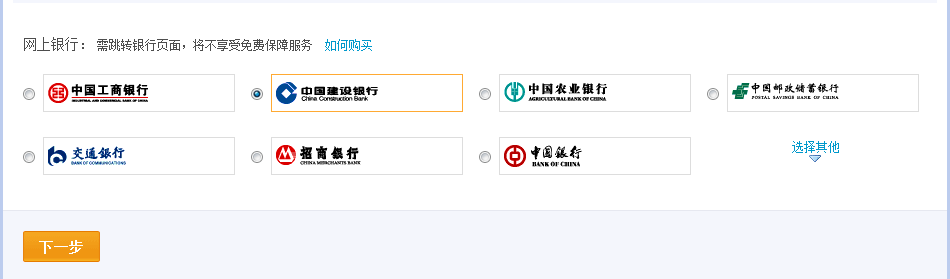 网上银行： 需跳转银行页面，将不享受免费保障服务 如何购买
中国工商银行
INDUSTRIAL AND COMMERCIAL BANK OF CHINA
中国建设银行
China Construction Bank
中国农业银行
AGRICULTURAL BANK OF CHINA
中国邮政储蓄银行
POSTAL SAVINGS BANK OF CHINA
交通银行
BANK OF COMMUNICATIONS
招商银行
CHINA MERCHANTS BANK
中国银行
BANK OF CHINA
选择其他
下一步